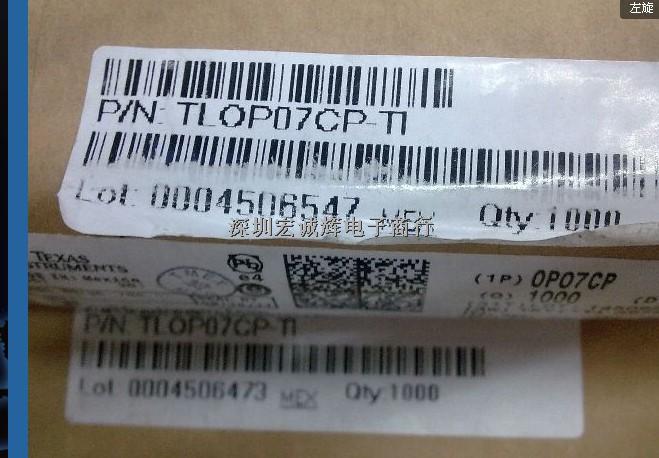 左旋
P/N: TLOP07CP-TI
Lot: 0004506547 MEX Qty:1000
深圳宏诚烽电子商行
TEXAS
INSTRUMENTS
(1P) OP07CP
(Q) 1000
P/N: TLOP07CP-TI
Lot: 0004506473 MEX Qty:1000